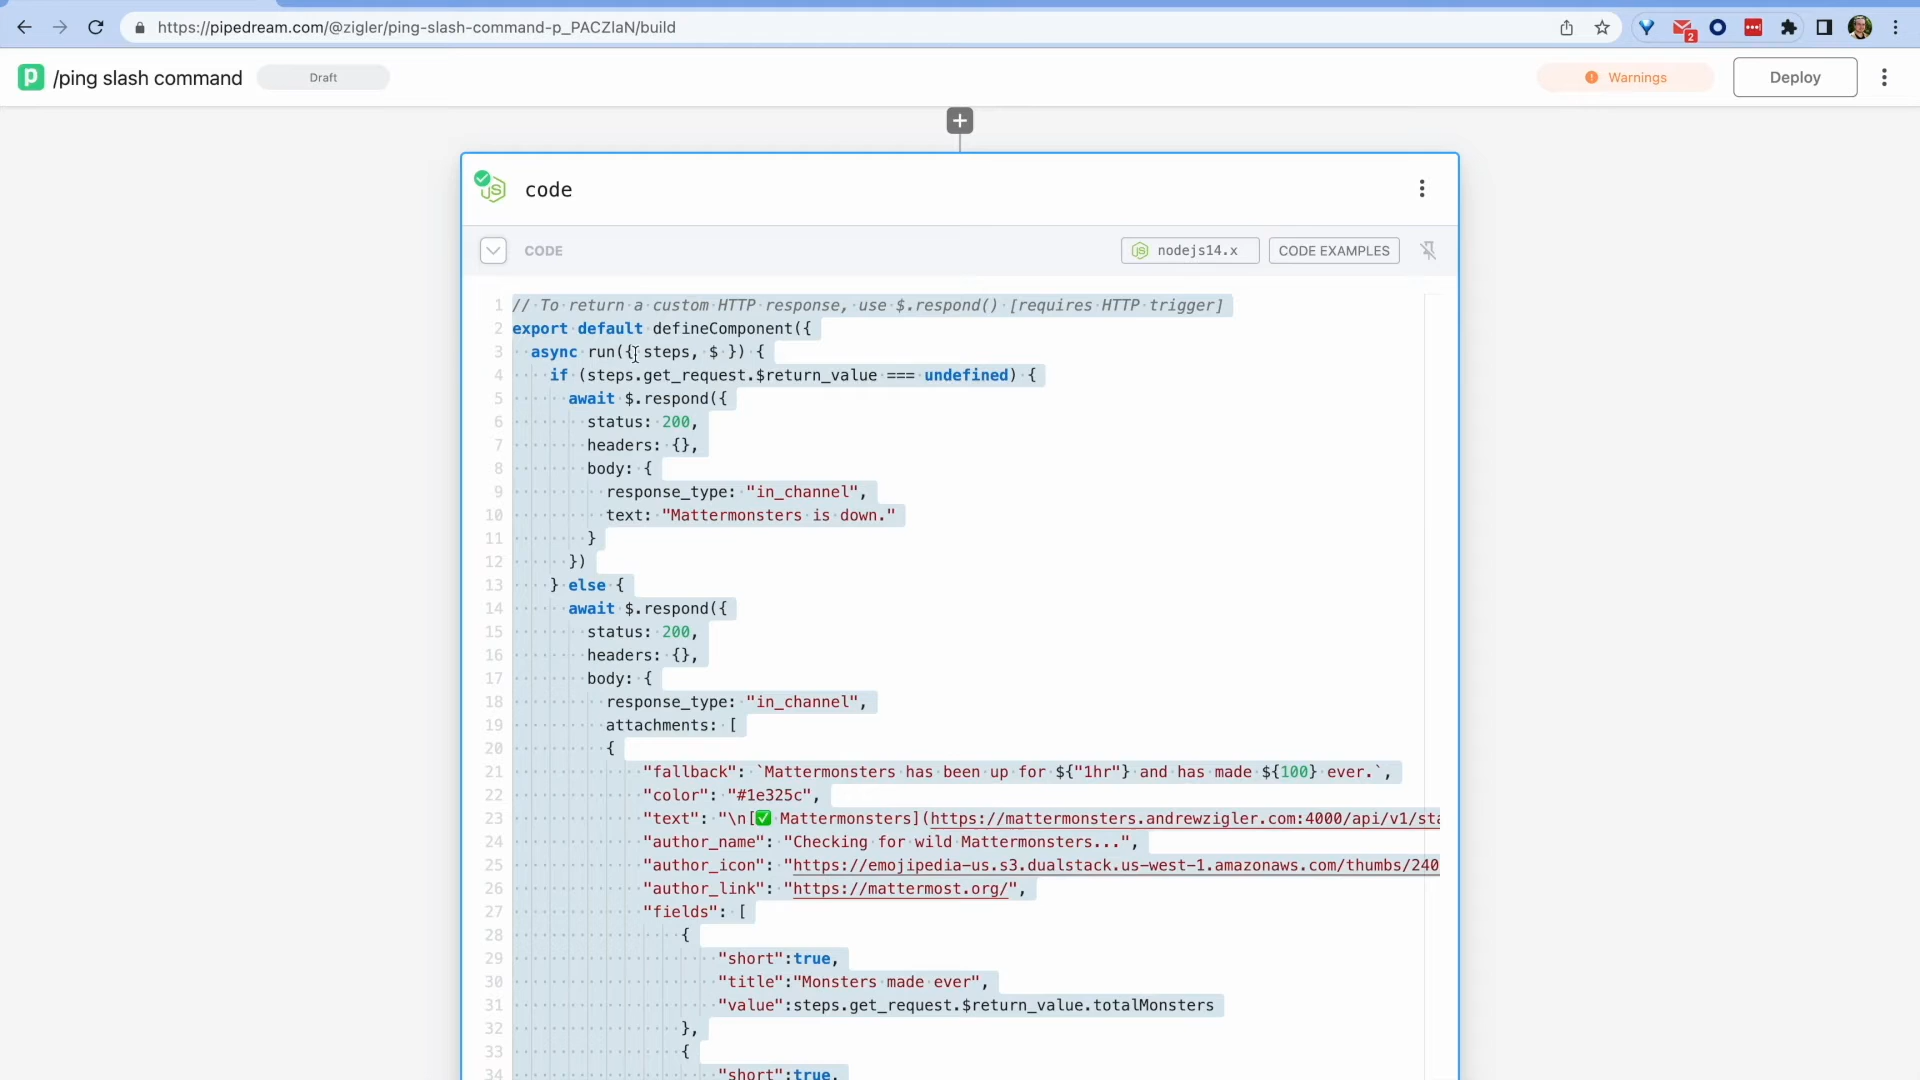 https://pipedream.com/@zigler/ping-slash-command-p_PACZlaN/build
2
/ping slash command
Draft
Warnings
Deploy
JS code
CODE
JS nodejs14.x
CODE EXAMPLES
1 // To return a custom HTTP response, use $.respond() [requires HTTP trigger]
2 export default defineComponent({
3 async run({ steps, $ }) {
4 if (steps.get_request.$return_value === undefined) {
5 await $.respond({
6 status: 200,
7 headers: {},
8 body: {
9 response_type: "in_channel",
10 text: "Mattermonsters is down."
11 }
12 })
13 } else {
14 await $.respond({
15 status: 200,
16 headers: {},
17 body: {
18 response_type: "in_channel",
19 attachments: [
20 {
21 "fallback": `Mattermonsters has been up for ${"1hr"} and has made ${100} ever.`,
22 "color": "#1e325c",
23 "text": "\n[✅ Mattermonsters](https://mattermonsters.andrewzigler.com:4000/api/v1/sta
24 "author_name": "Checking for wild Mattermonsters...",
25 "author_icon": "https://emojipedia-us.s3.dualstack.us-west-1.amazonaws.com/thumbs/240
26 "author_link": "https://mattermost.org/",
27 "fields": [
28 {
29 "short":true,
30 "title":"Monsters made ever",
31 "value":steps.get_request.$return_value.totalMonsters
32 },
33 {
34 "short":true,